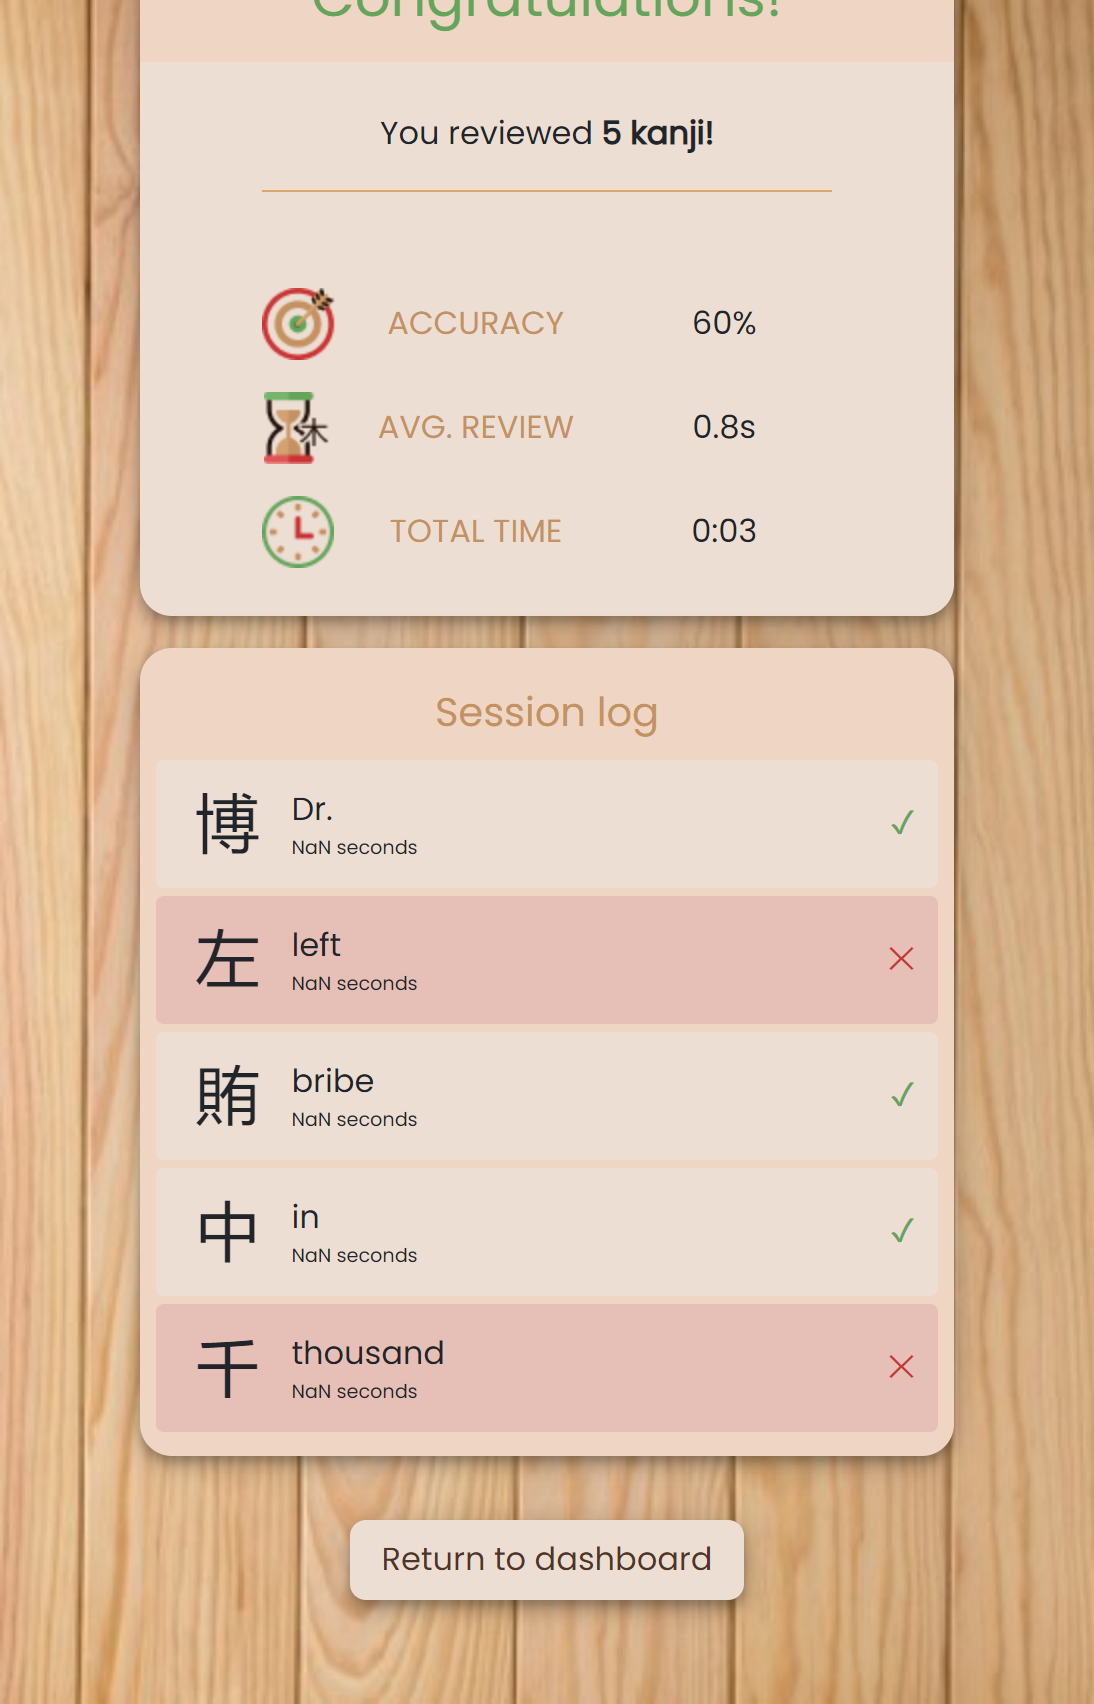 Congratulations!
You reviewed 5 kanji!
ACCURACY 60%
AVG. REVIEW 0.8s
TOTAL TIME 0:03
Session log
博 Dr.
NaN seconds
左 left
NaN seconds
賄 bribe
NaN seconds
中 in
NaN seconds
千 thousand
NaN seconds
Return to dashboard